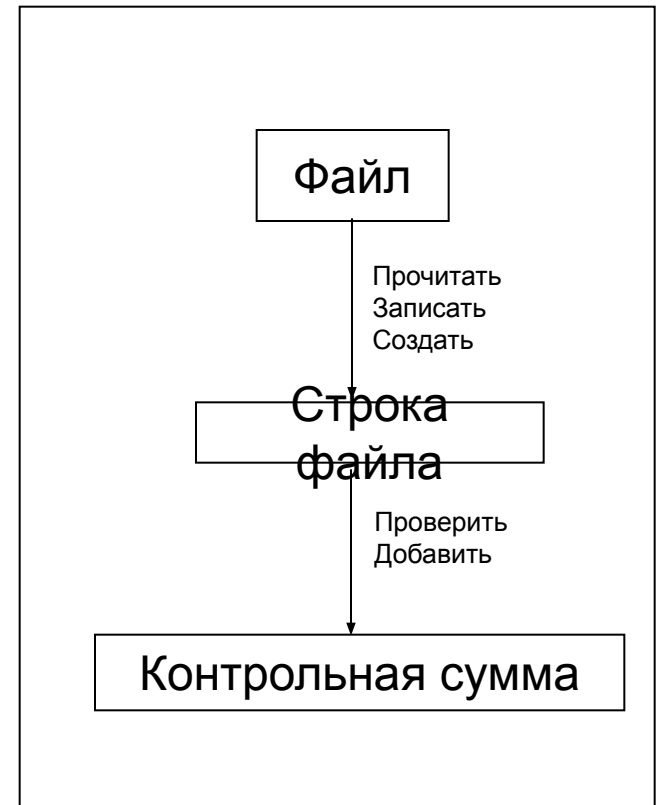 Файл
Прочитать
Записать
Создать
Строка
файла
Проверить
Добавить
Контрольная сумма